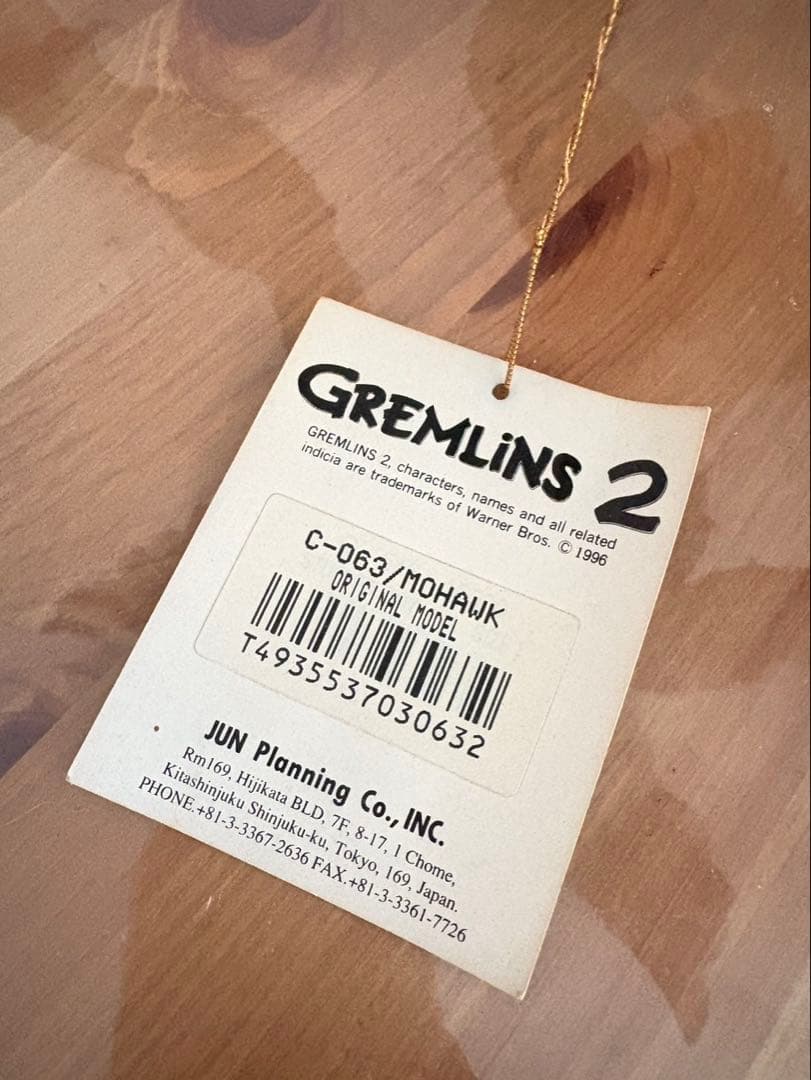 GREMLiNS 2
GREMLINS 2, characters, names and all related
indicia are trademarks of Warner Bros. © 1996
C-063/MOHAWK
ORIGINAL MODEL
T4935537030632
JUN Planning Co., INC.
Rm169, Hijikata BLD, 7F, 8-17, 1 Chome,
Kitashinjuku Shinjuku-ku, Tokyo, 169, Japan.
PHONE.+81-3-3367-2636 FAX.+81-3-3361-7726